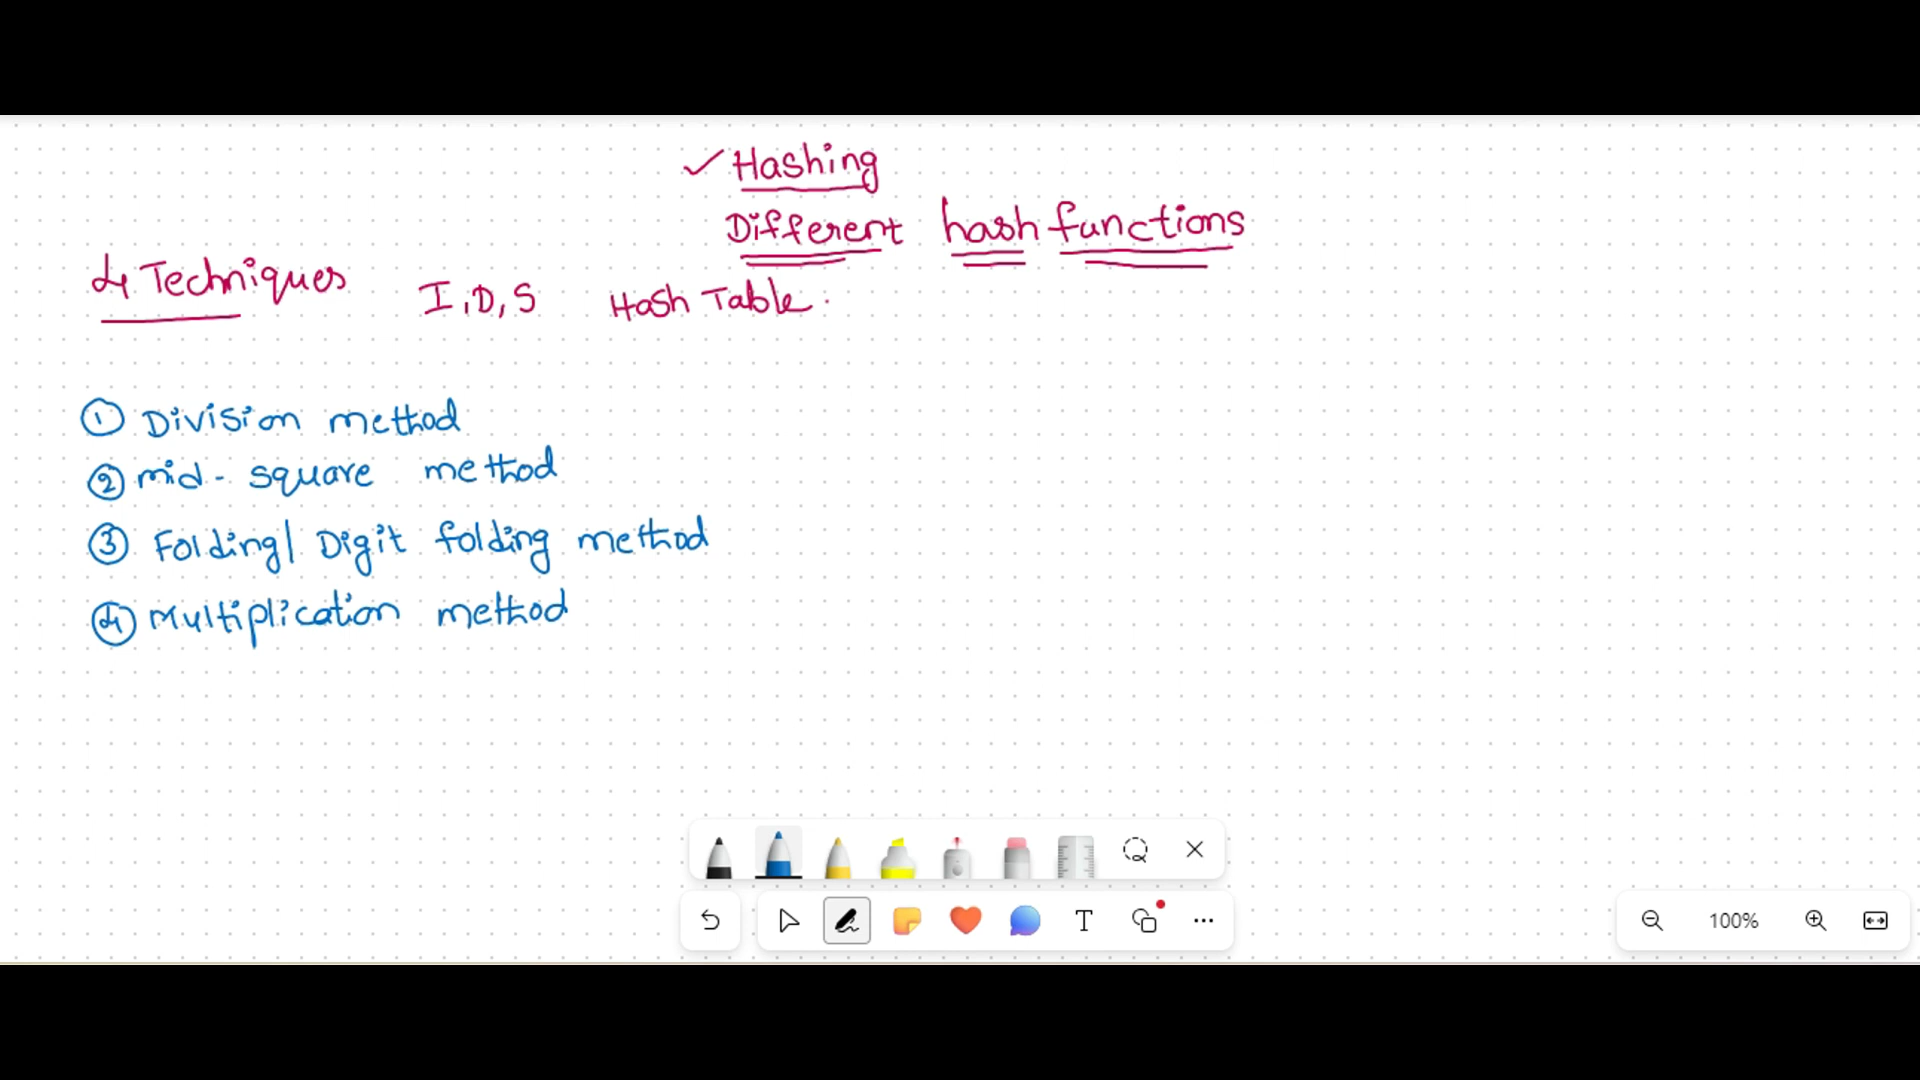 ✓ Hashing
Different hash functions
4 Techniques I, D, S Hash Table.
① Division method
② mid - square method
③ Folding/ Digit folding method
④ Multiplication method
T
100%